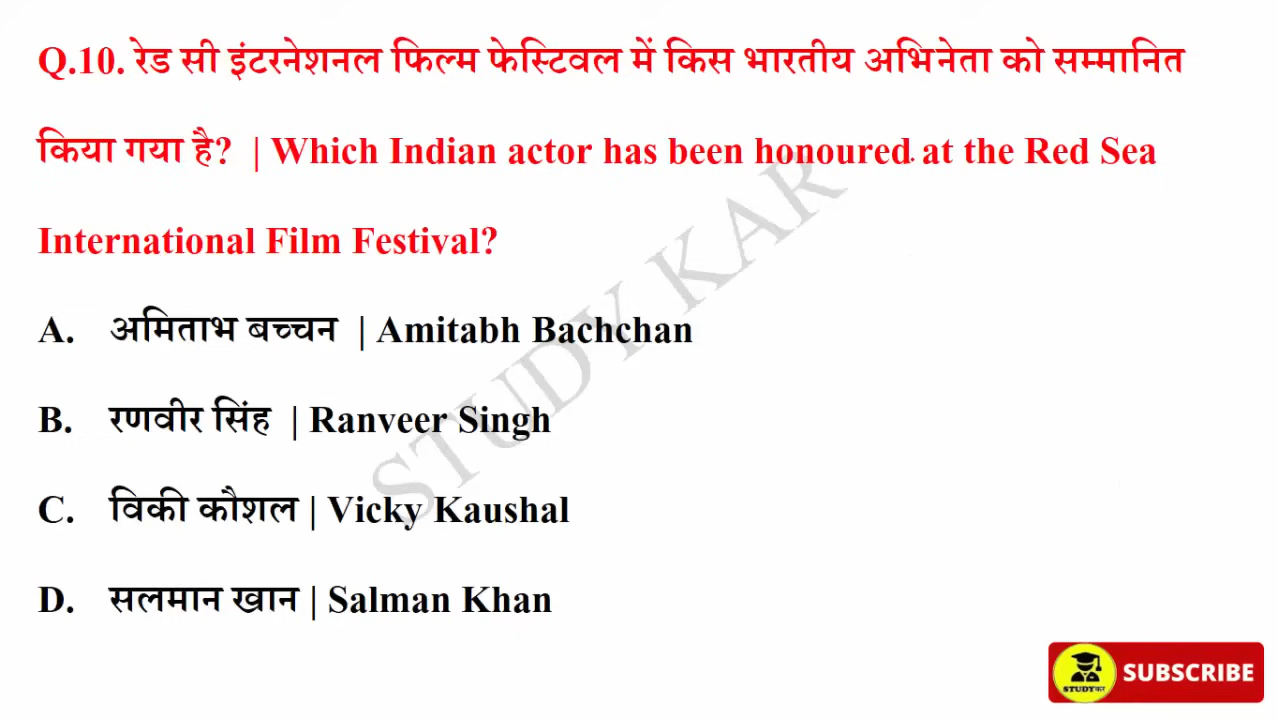 Q.10. रेड सी इंटरनेशनल फिल्म फेस्टिवल में किस भारतीय अभिनेता को सम्मानित
किया गया है? | Which Indian actor has been honoured at the Red Sea
International Film Festival?
A. अमिताभ बच्चन | Amitabh Bachchan
B. रणवीर सिंह | Ranveer Singh
C. विकी कौशल | Vicky Kaushal
D. सलमान खान | Salman Khan
STUDY KAR
STUDYकर SUBSCRIBE